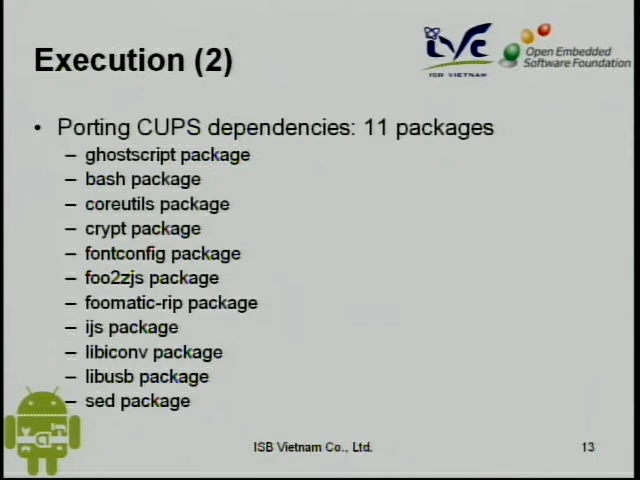 Execution (2)
ivc
ISB VIETNAM
Open Embedded
Software Foundation
• Porting CUPS dependencies: 11 packages
– ghostscript package
– bash package
– coreutils package
– crypt package
– fontconfig package
– foo2zjs package
– foomatic-rip package
– ijs package
– libiconv package
– libusb package
– sed package
ISB Vietnam Co., Ltd.
13